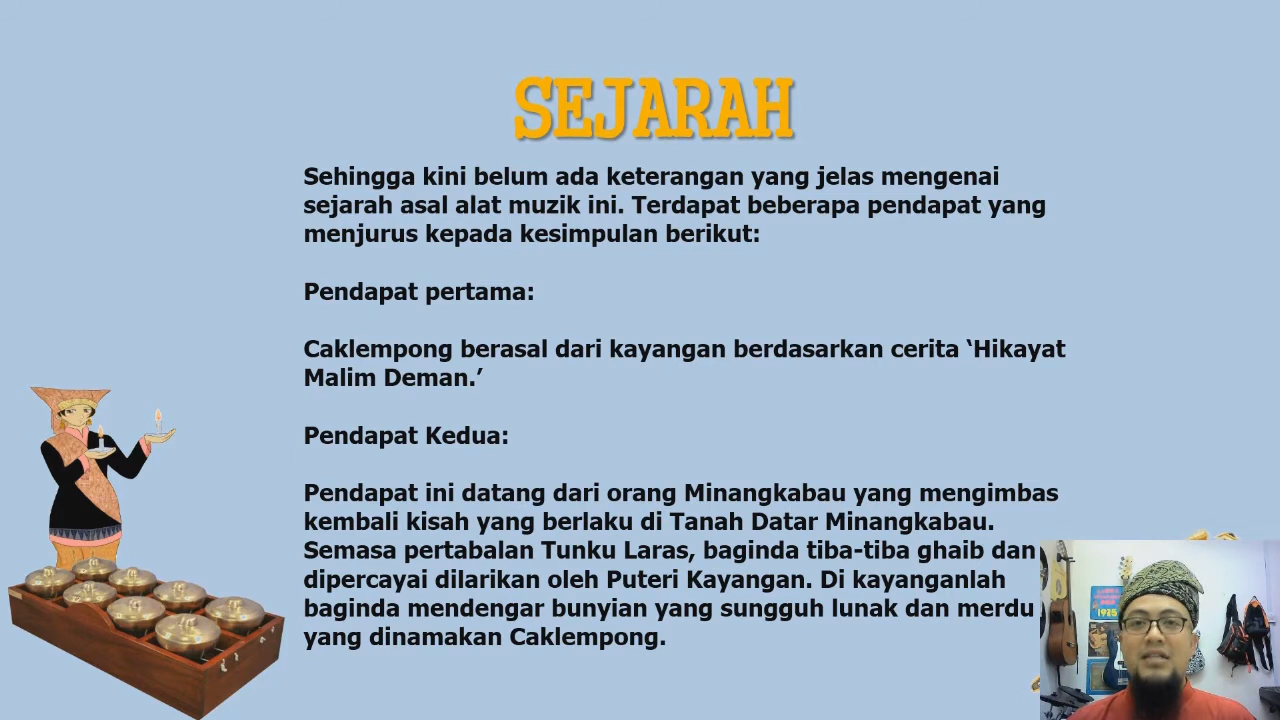 SEJARAH
Sehingga kini belum ada keterangan yang jelas mengenai
sejarah asal alat muzik ini. Terdapat beberapa pendapat yang
menjurus kepada kesimpulan berikut:
Pendapat pertama:
Caklempong berasal dari kayangan berdasarkan cerita ‘Hikayat
Malim Deman.’
Pendapat Kedua:
Pendapat ini datang dari orang Minangkabau yang mengimbas
kembali kisah yang berlaku di Tanah Datar Minangkabau.
Semasa pertabalan Tunku Laras, baginda tiba-tiba ghaib dan
dipercayai dilarikan oleh Puteri Kayangan. Di kayanganlah
baginda mendengar bunyian yang sungguh lunak dan merdu
yang dinamakan Caklempong.
1925